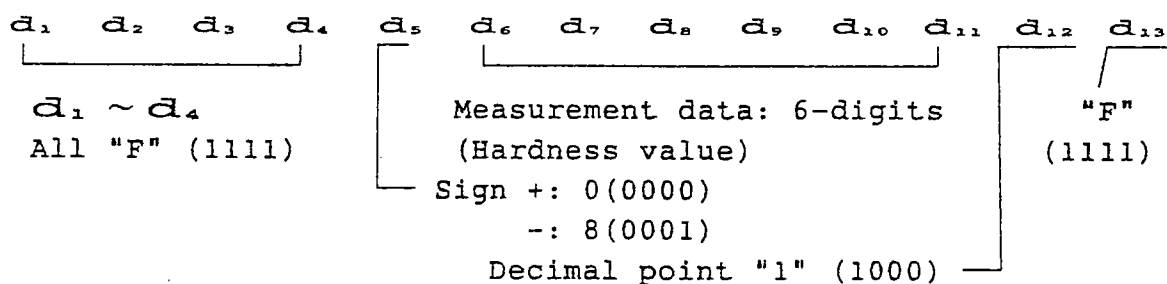 d₁ d₂ d₃ d₄ d₅ d₆ d₇ d₈ d₉ d₁₀ d₁₁ d₁₂ d₁₃
d₁ ~ d₄
All "F" (1111)
Measurement data: 6-digits
(Hardness value)
"F"
(1111)
Sign +: 0(0000)
-: 8(0001)
Decimal point "1" (1000)